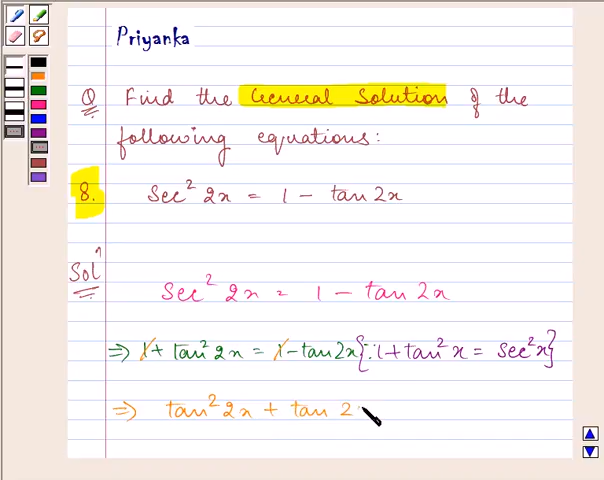 Priyanka
Q Find the General Solution of the
following equations:
8. Sec² 2x = 1 - tan 2x
Solⁿ
Sec² 2x = 1 - tan 2x
⇒ 1 + tan² 2x = 1 - tan 2x {∵ 1 + tan² x = sec² x}
⇒ tan² 2x + tan 2